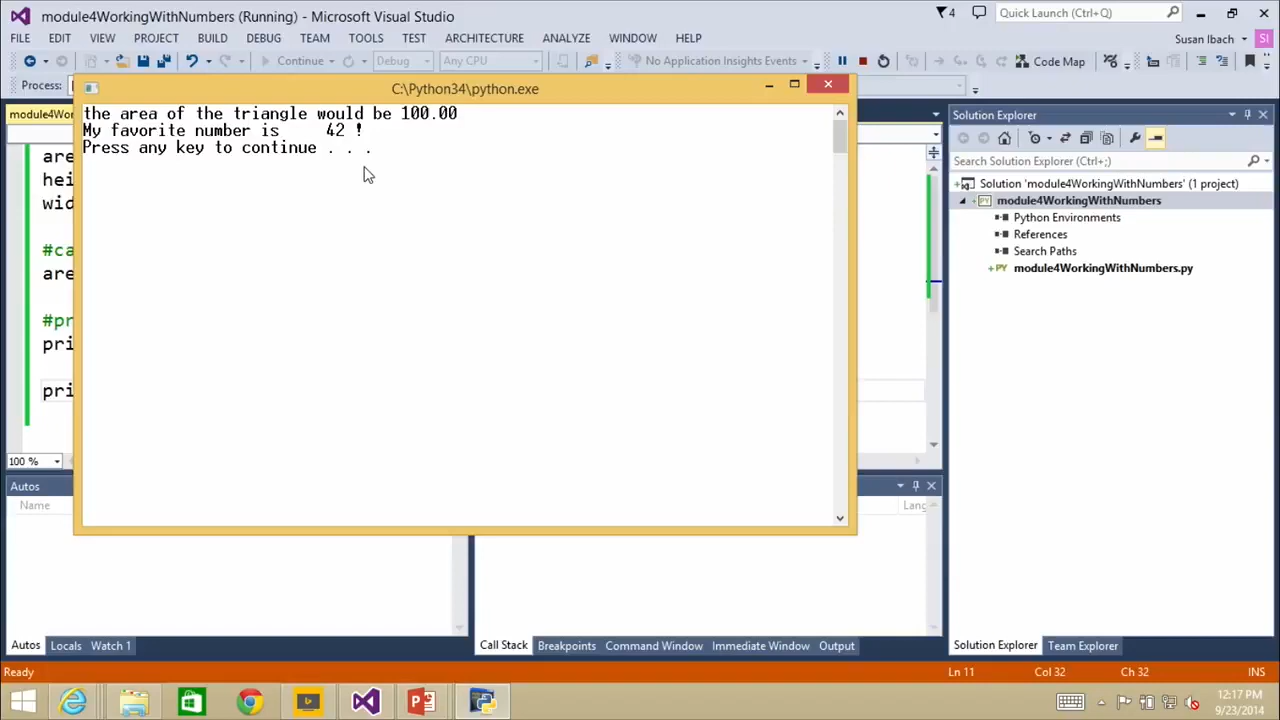 module4WorkingWithNumbers (Running) - Microsoft Visual Studio
4
Quick Launch (Ctrl+Q)
FILE EDIT VIEW PROJECT BUILD DEBUG TEAM TOOLS TEST ARCHITECTURE ANALYZE WINDOW HELP
Susan Ibach SI
Continue Debug Any CPU No Application Insights Events Code Map
Process:
C:\Python34\python.exe
the area of the triangle would be 100.00
My favorite number is     42 !
Press any key to continue . . .
module4Wor
are
hei
wid
#ca
are
#pr
pri
pri
100 %
Solution Explorer
Search Solution Explorer (Ctrl+;)
Solution 'module4WorkingWithNumbers' (1 project)
PY module4WorkingWithNumbers
Python Environments
References
Search Paths
PY module4WorkingWithNumbers.py
Autos
Name
Lang
Autos Locals Watch 1
Call Stack Breakpoints Command Window Immediate Window Output
Solution Explorer Team Explorer
Ready
Ln 11 Col 32 Ch 32 INS
12:17 PM
9/23/2014